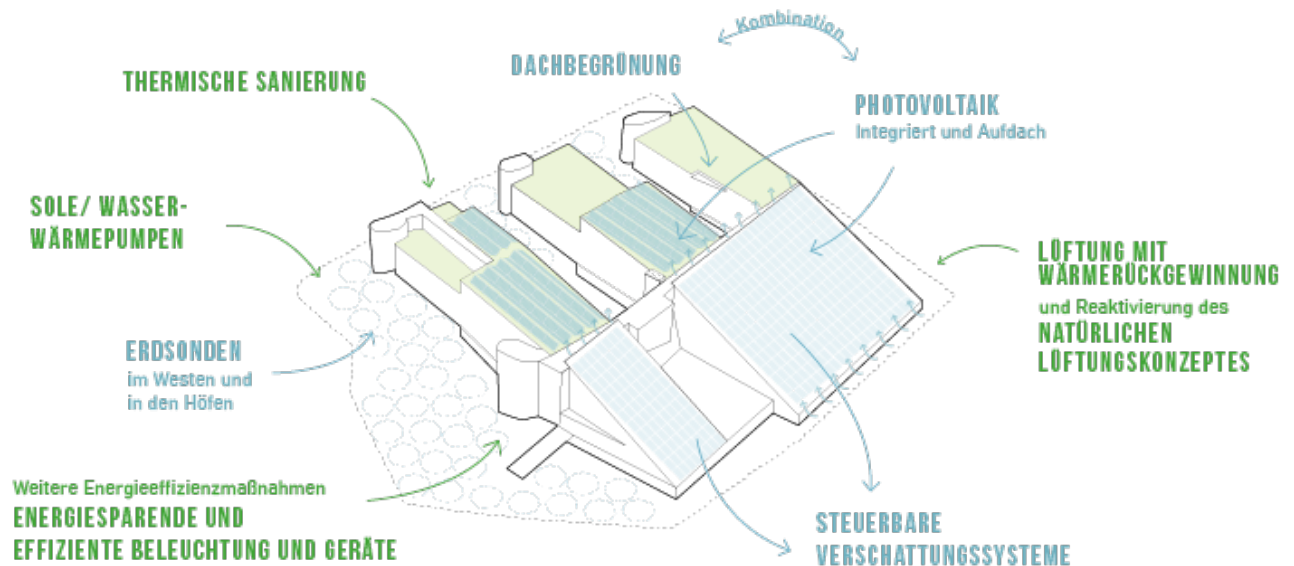 Kombination
DACHBEGRÜNUNG
THERMISCHE SANIERUNG
PHOTOVOLTAIK
Integriert und Aufdach
SOLE/ WASSER-
WÄRMEPUMPEN
LÜFTUNG MIT
WÄRMERÜCKGEWINNUNG
und Reaktivierung des
NATÜRLICHEN
LÜFTUNGSKONZEPTES
ERDSONDEN
im Westen und
in den Höfen
Weitere Energieeffizienzmaßnahmen
ENERGIESPARENDE UND
EFFIZIENTE BELEUCHTUNG UND GERÄTE
STEUERBARE
VERSCHATTUNGSSYSTEME